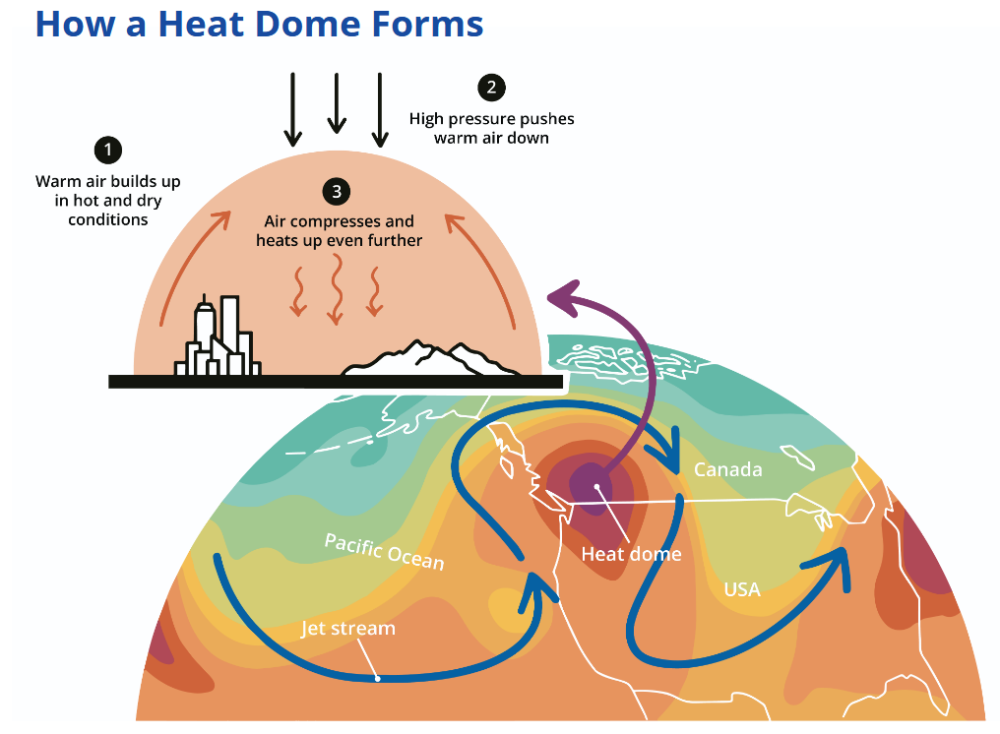 How a Heat Dome Forms
1
Warm air builds up
in hot and dry
conditions
2
High pressure pushes
warm air down
3
Air compresses and
heats up even further
Canada
Pacific Ocean
Heat dome
USA
Jet stream